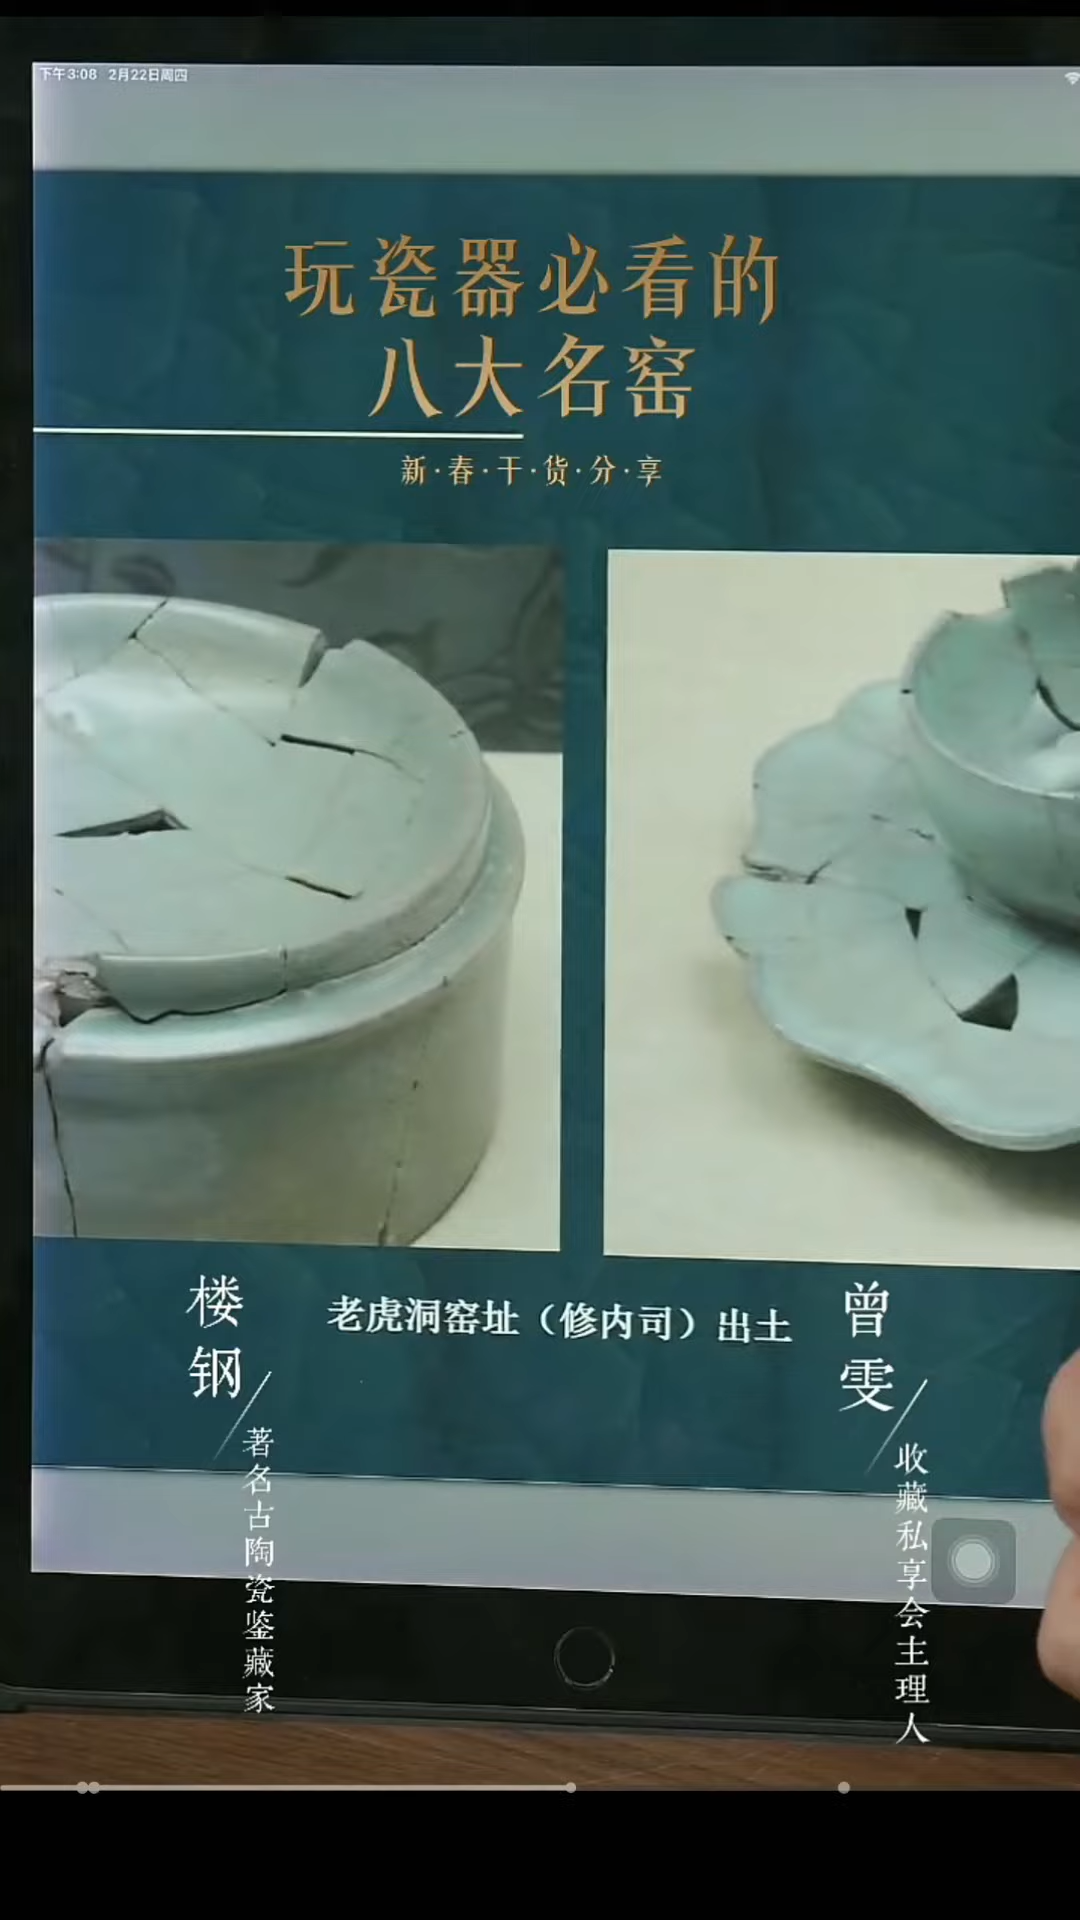 下午3:08 2月22日周四
玩瓷器必看的
八大名窑
新·春·干·货·分·享
老虎洞窑址（修内司）出土
楼钢
著名古陶瓷鉴藏家
曾雯
收藏私享会主理人